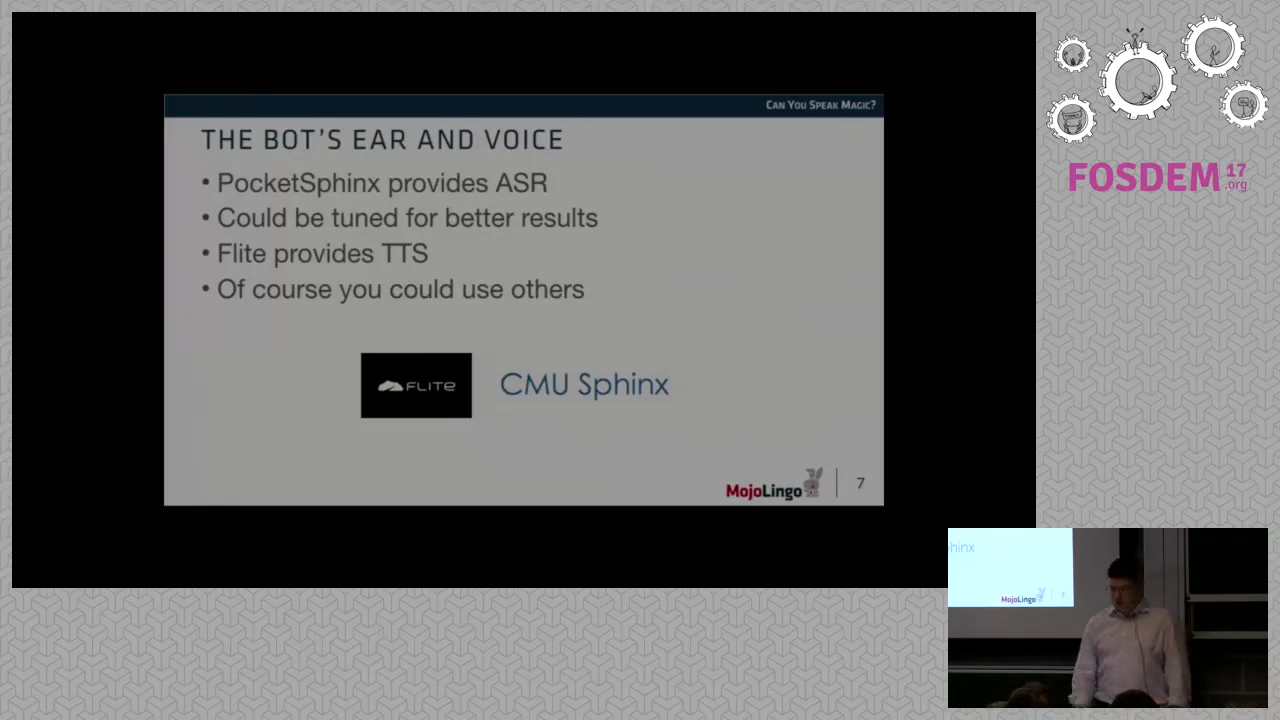 CAN YOU SPEAK MAGIC?
THE BOT'S EAR AND VOICE
• PocketSphinx provides ASR
• Could be tuned for better results
• Flite provides TTS
• Of course you could use others
FLITE
CMU Sphinx
MojoLingo
7
FOSDEM 17
.org
hinx
MojoLingo
7